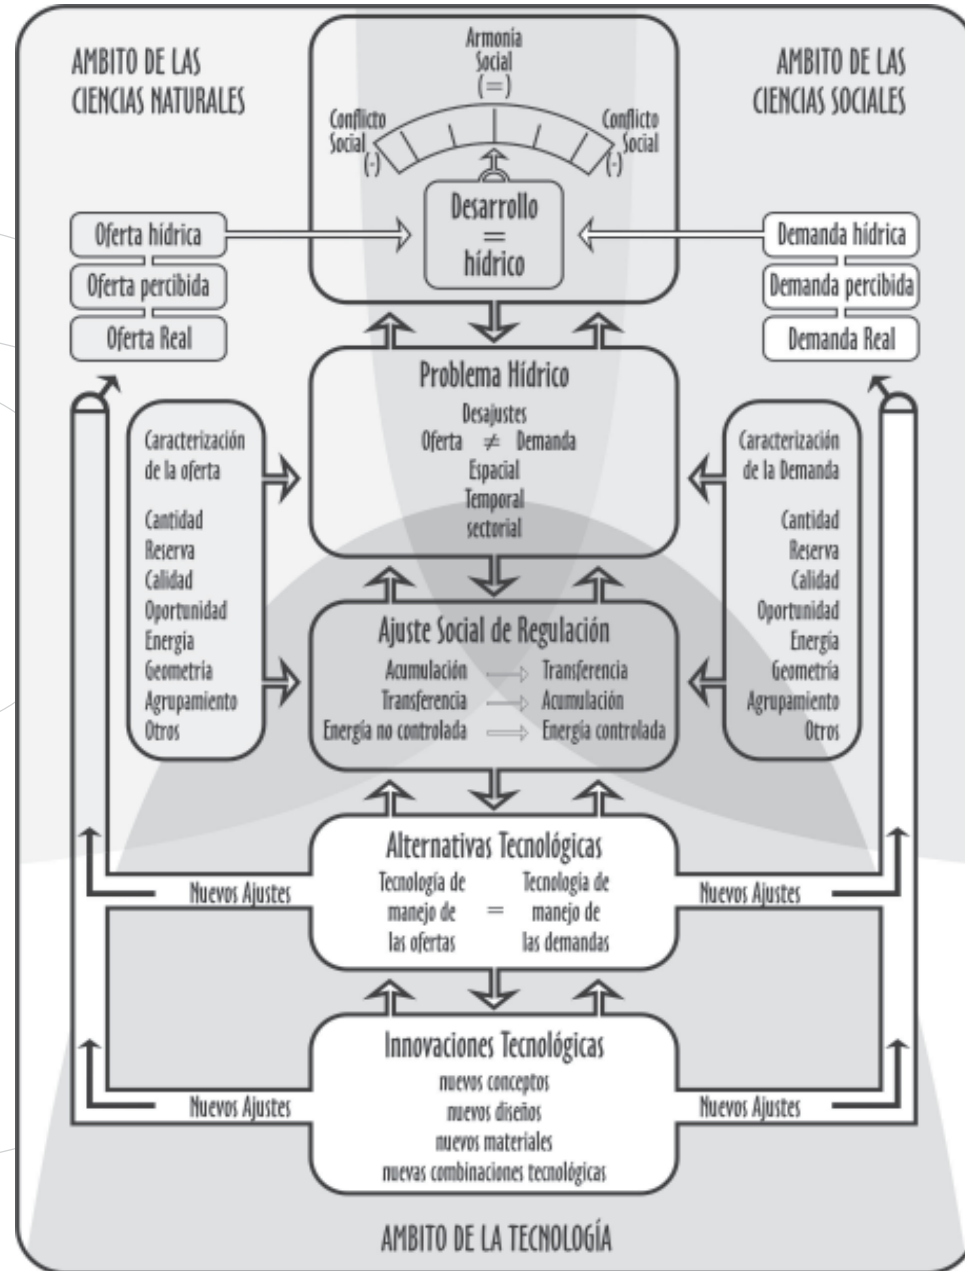 AMBITO DE LAS
CIENCIAS NATURALES
AMBITO DE LAS
CIENCIAS SOCIALES
Armonía
Social
(=)
Conflicto
Social
(-)
Conflicto
Social
(-)
Desarrollo
=
hídrico
Oferta hídrica
Oferta percibida
Oferta Real
Demanda hídrica
Demanda percibida
Demanda Real
Problema Hídrico
Desajustes
Oferta ≠ Demanda
Espacial
Temporal
sectorial
Caracterización
de la oferta
Cantidad
Reserva
Calidad
Oportunidad
Energía
Geometría
Agrupamiento
Otros
Caracterización
de la Demanda
Cantidad
Reserva
Calidad
Oportunidad
Energía
Geometría
Agrupamiento
Otros
Ajuste Social de Regulación
Acumulación Transferencia
Transferencia Acumulación
Energía no controlada Energía controlada
Alternativas Tecnológicas
Tecnología de
manejo de
las ofertas
=
Tecnología de
manejo de
las demandas
Nuevos Ajustes
Nuevos Ajustes
Innovaciones Tecnológicas
nuevos conceptos
nuevos diseños
nuevos materiales
nuevas combinaciones tecnológicas
Nuevos Ajustes
Nuevos Ajustes
AMBITO DE LA TECNOLOGÍA